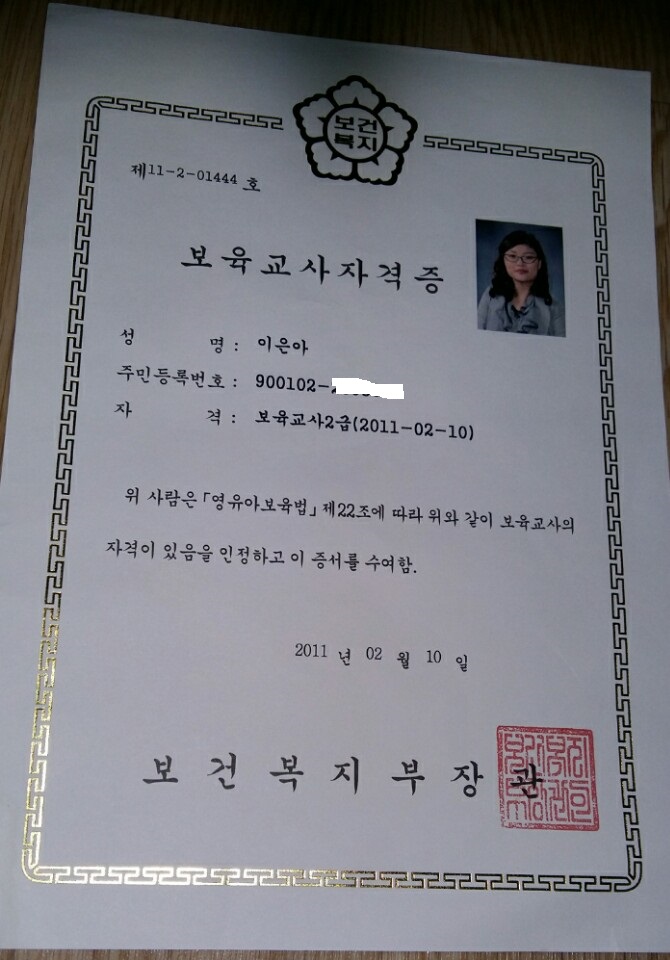 보건
복지
제11-2-01444 호
보육교사자격증
성 명 : 이은아
주민등록번호 : 900102-
자 격 : 보육교사2급(2011-02-10)
위 사람은 「영유아보육법」 제22조에 따라 위와 같이 보육교사의
자격이 있음을 인정하고 이 증서를 수여함.
2011 년 02 월 10 일
보건복지부장관